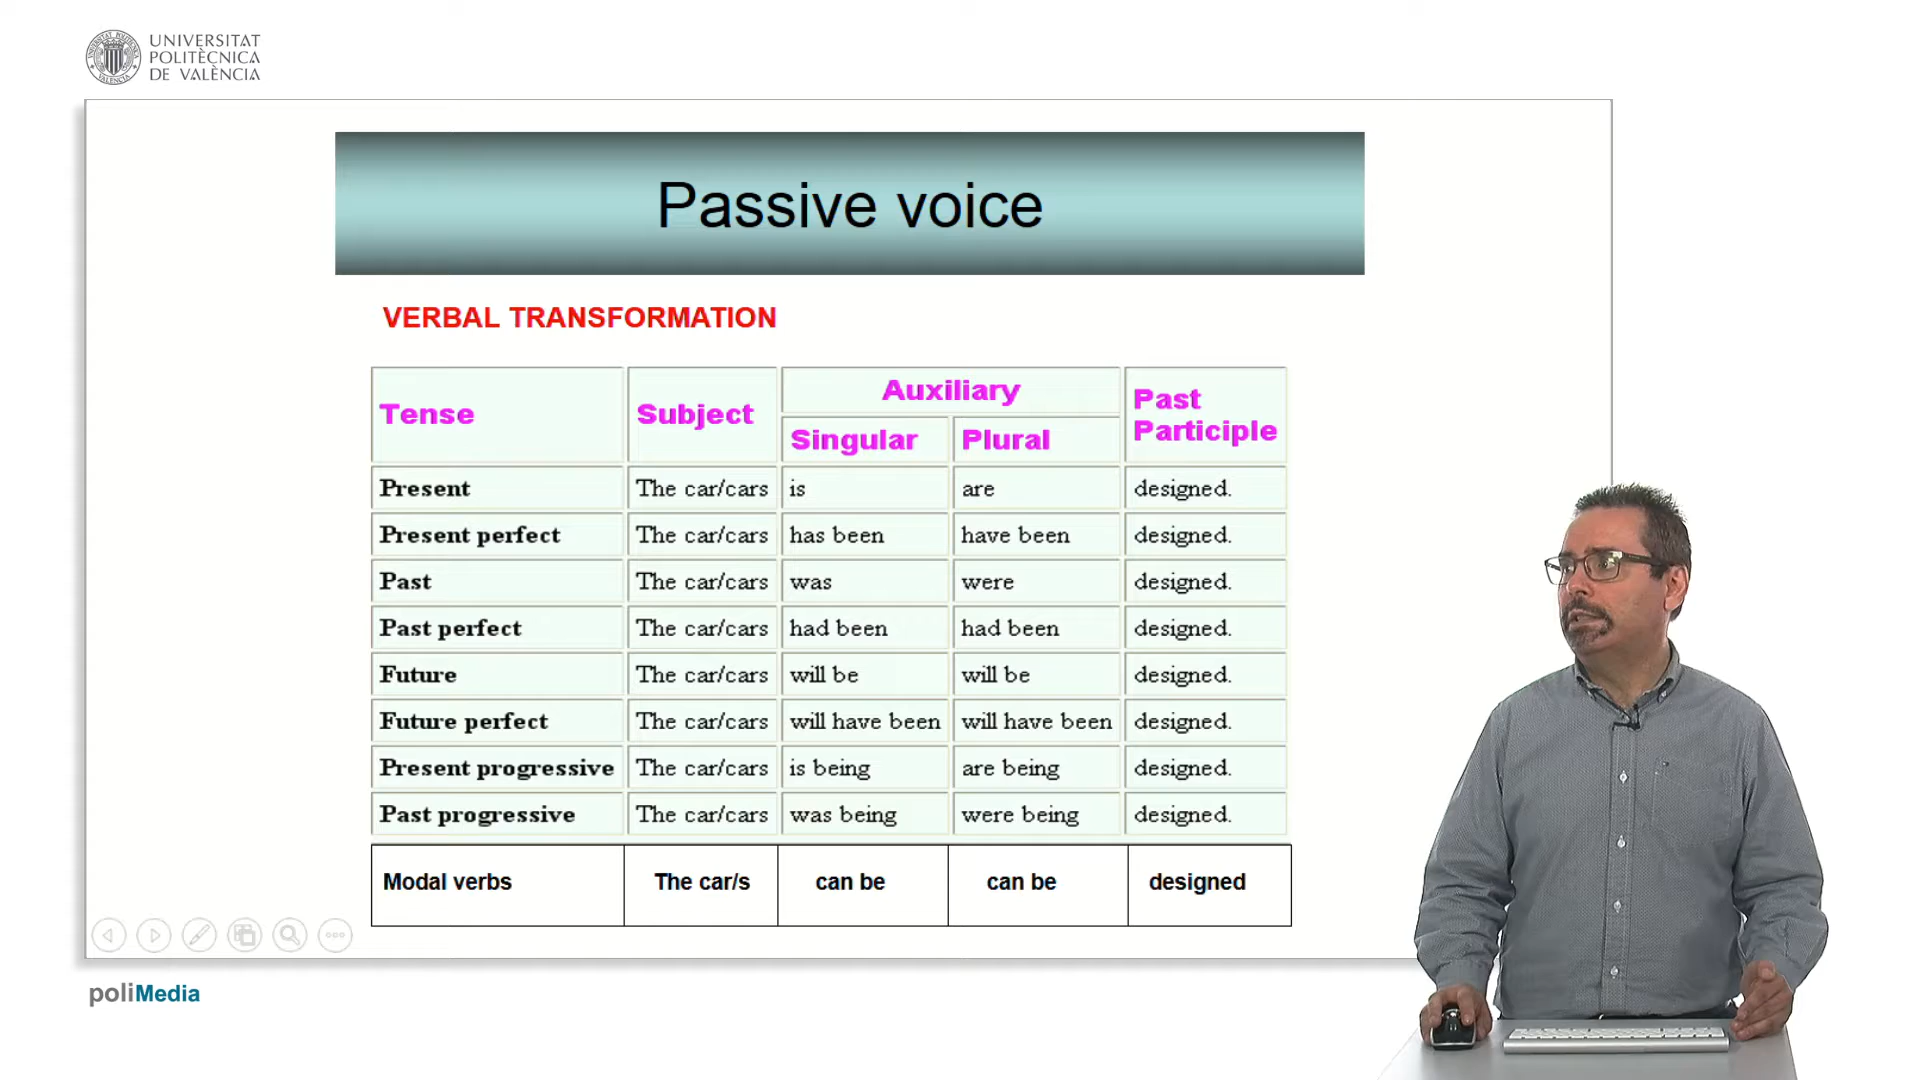 UNIVERSITAT
POLITÈCNICA
DE VALÈNCIA
Passive voice
VERBAL TRANSFORMATION
Tense Subject Auxiliary Past Participle
Singular Plural
Present The car/cars is are designed.
Present perfect The car/cars has been have been designed.
Past The car/cars was were designed.
Past perfect The car/cars had been had been designed.
Future The car/cars will be will be designed.
Future perfect The car/cars will have been will have been designed.
Present progressive The car/cars is being are being designed.
Past progressive The car/cars was being were being designed.
Modal verbs The car/s can be can be designed
poliMedia